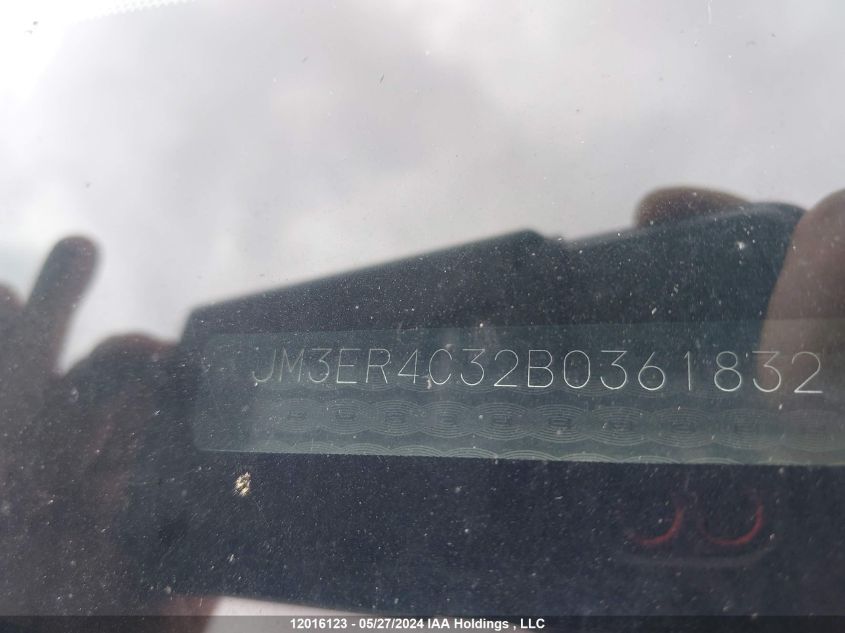 JM3ER4C32B0361832
12016123 - 05/27/2024 IAA Holdings , LLC